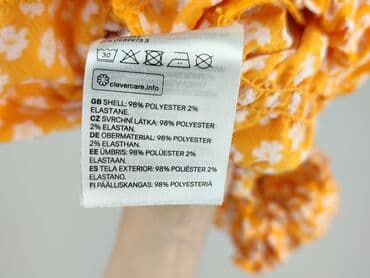 30
clevercare.info
GB SHELL: 98% POLYESTER 2%
ELASTANE.
CZ SVRCHNÍ LÁTKA: 98% POLYESTER
2% ELASTAN.
DE OBERMATERIAL: 98% POLYESTER
2% ELASTHAN.
EE ÜMBRIS: 98% POLÜESTER 2%
ELASTAAN.
ES TELA EXTERIOR: 98% POLIÉSTER 2%
ELASTANO.
FI PÄÄLLISKANGAS: 98% POLYESTERIÄ